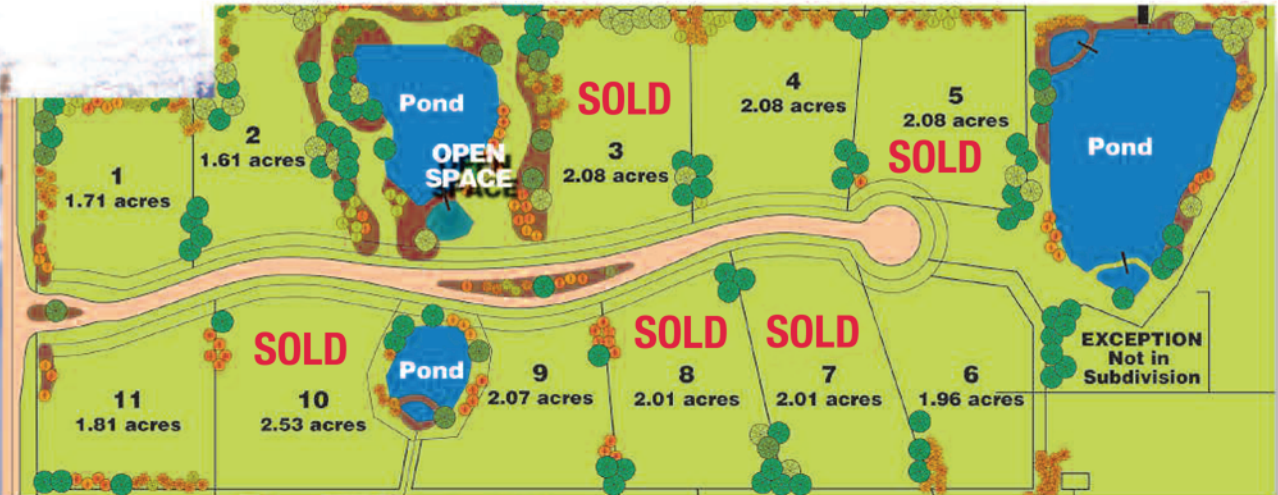 1
1.71 acres
2
1.61 acres
Pond
OPEN
SPACE
SOLD
3
2.08 acres
4
2.08 acres
5
2.08 acres
SOLD
Pond
11
1.81 acres
SOLD
10
2.53 acres
Pond
9
2.07 acres
SOLD
8
2.01 acres
SOLD
7
2.01 acres
6
1.96 acres
EXCEPTION
Not in
Subdivision